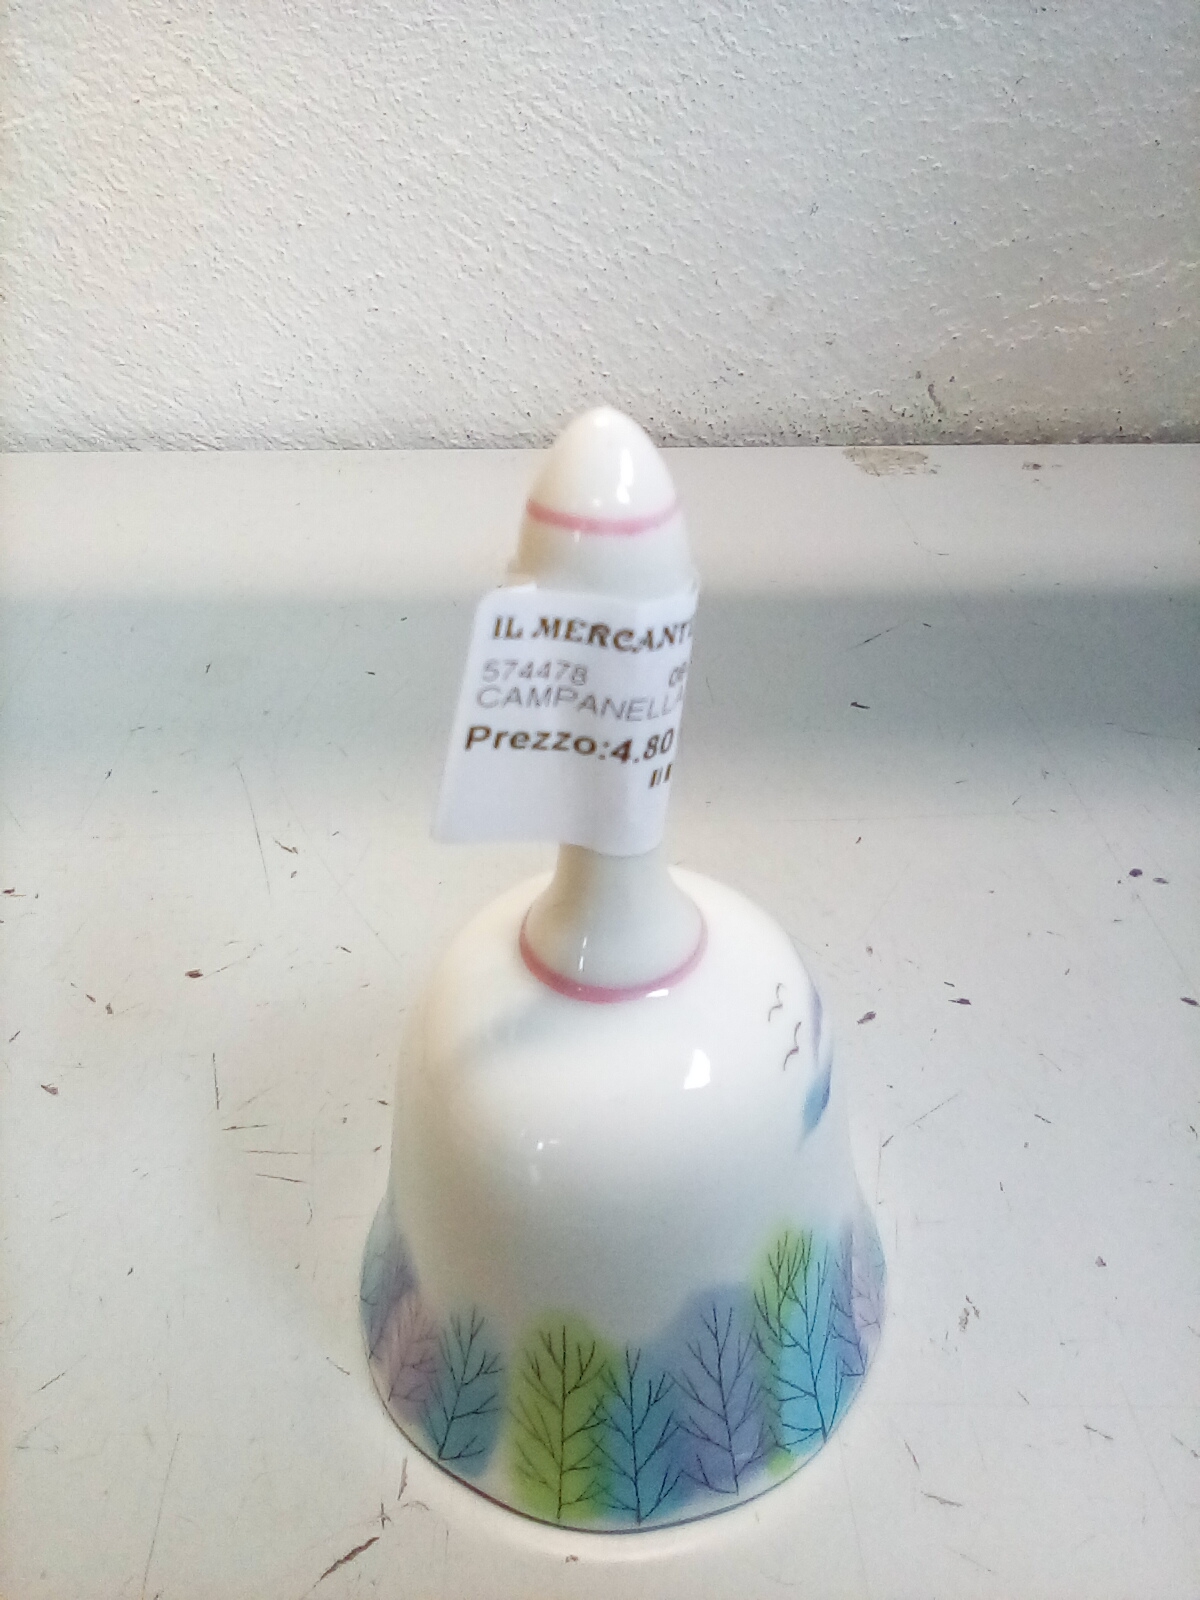 IL MERCANT
574478
CAMPANELLA
Prezzo:4.80